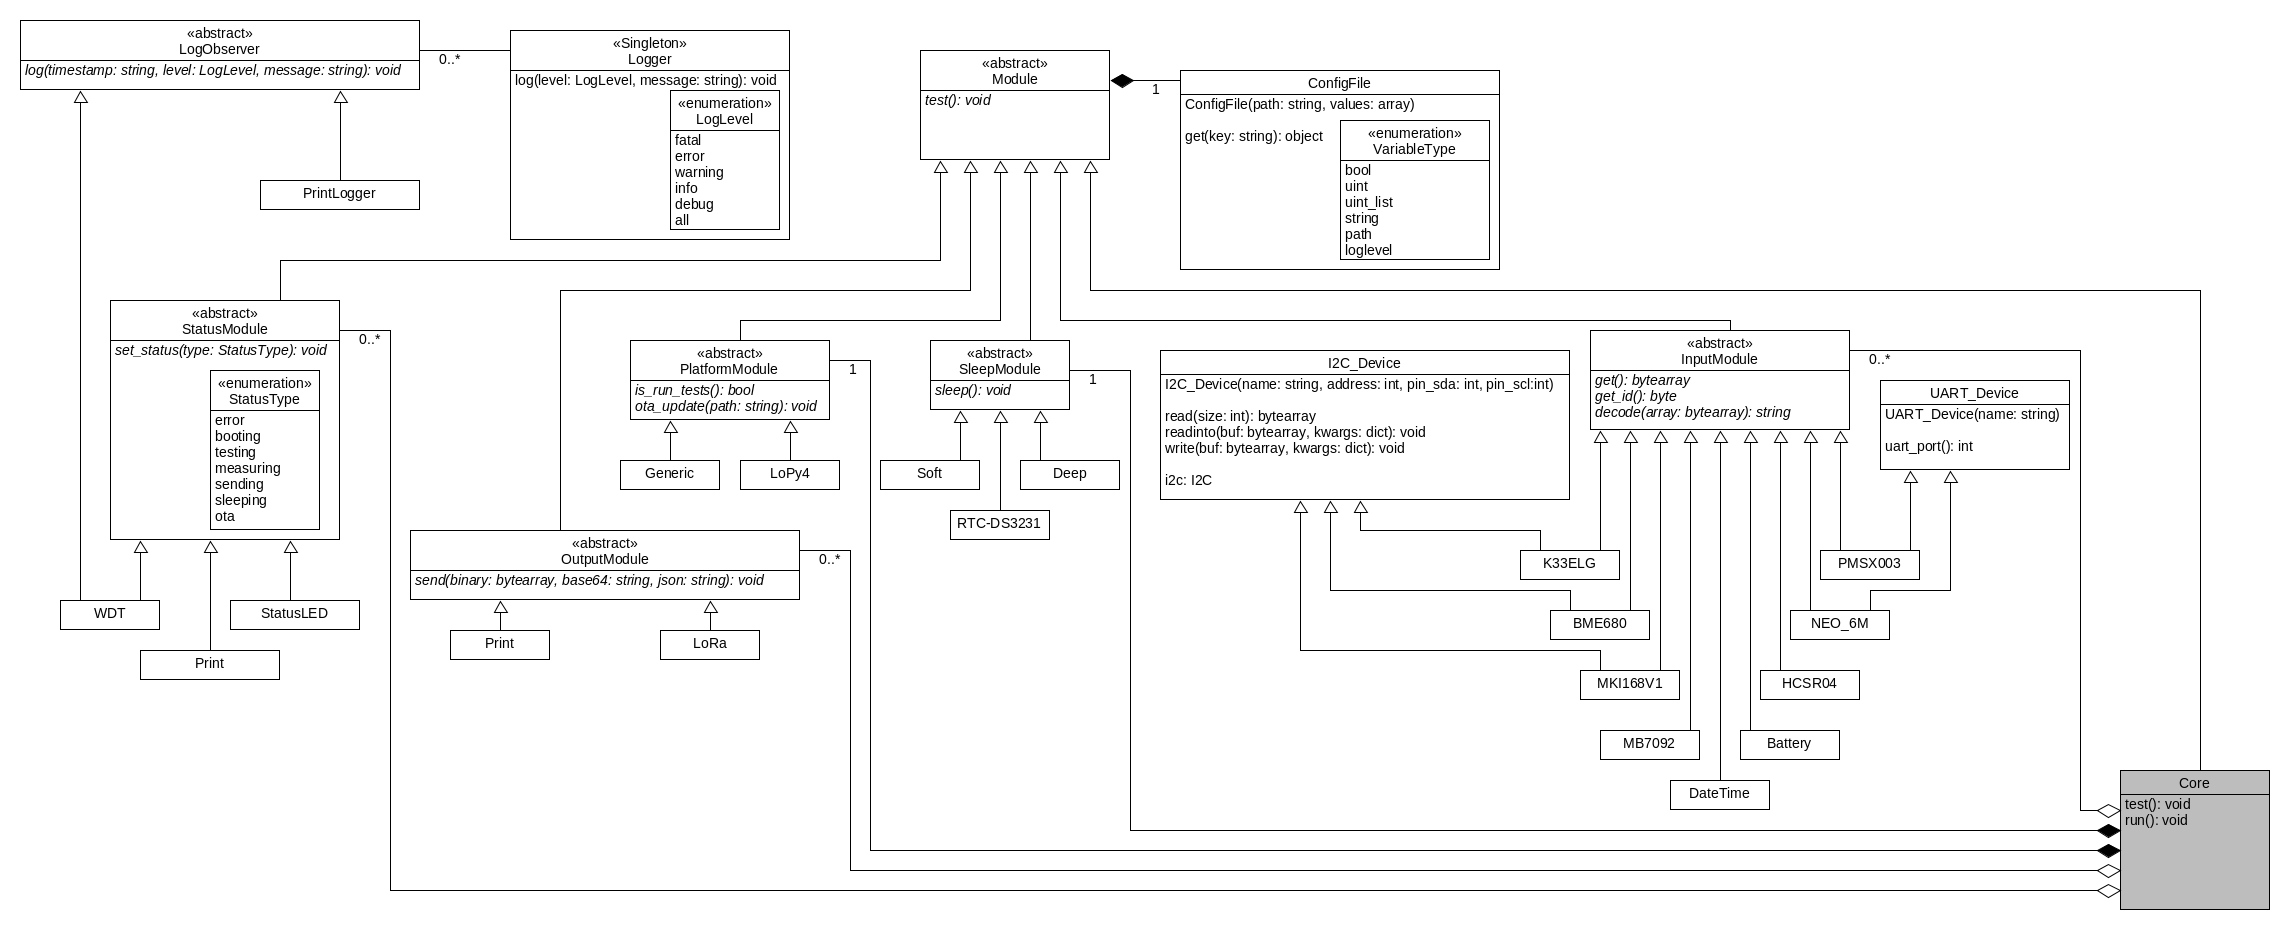 «abstract»
LogObserver
log(timestamp: string, level: LogLevel, message: string): void
0..*
«Singleton»
Logger
log(level: LogLevel, message: string): void
«enumeration»
LogLevel
fatal
error
warning
info
debug
all
PrintLogger
«abstract»
Module
test(): void
1
ConfigFile
ConfigFile(path: string, values: array)
get(key: string): object
«enumeration»
VariableType
bool
uint
uint_list
string
path
loglevel
«abstract»
StatusModule
set_status(type: StatusType): void
«enumeration»
StatusType
error
booting
testing
measuring
sending
sleeping
ota
0..*
WDT
StatusLED
Print
«abstract»
PlatformModule
is_run_tests(): bool
ota_update(path: string): void
1
Generic
LoPy4
«abstract»
SleepModule
sleep(): void
1
Soft
Deep
RTC-DS3231
«abstract»
OutputModule
send(binary: bytearray, base64: string, json: string): void
0..*
Print
LoRa
I2C_Device
I2C_Device(name: string, address: int, pin_sda: int, pin_scl:int)
read(size: int): bytearray
readinto(buf: bytearray, kwargs: dict): void
write(buf: bytearray, kwargs: dict): void
i2c: I2C
«abstract»
InputModule
get(): bytearray
get_id(): byte
decode(array: bytearray): string
0..*
UART_Device
UART_Device(name: string)
uart_port(): int
K33ELG
PMSX003
BME680
NEO_6M
MKI168V1
HCSR04
MB7092
Battery
DateTime
Core
test(): void
run(): void